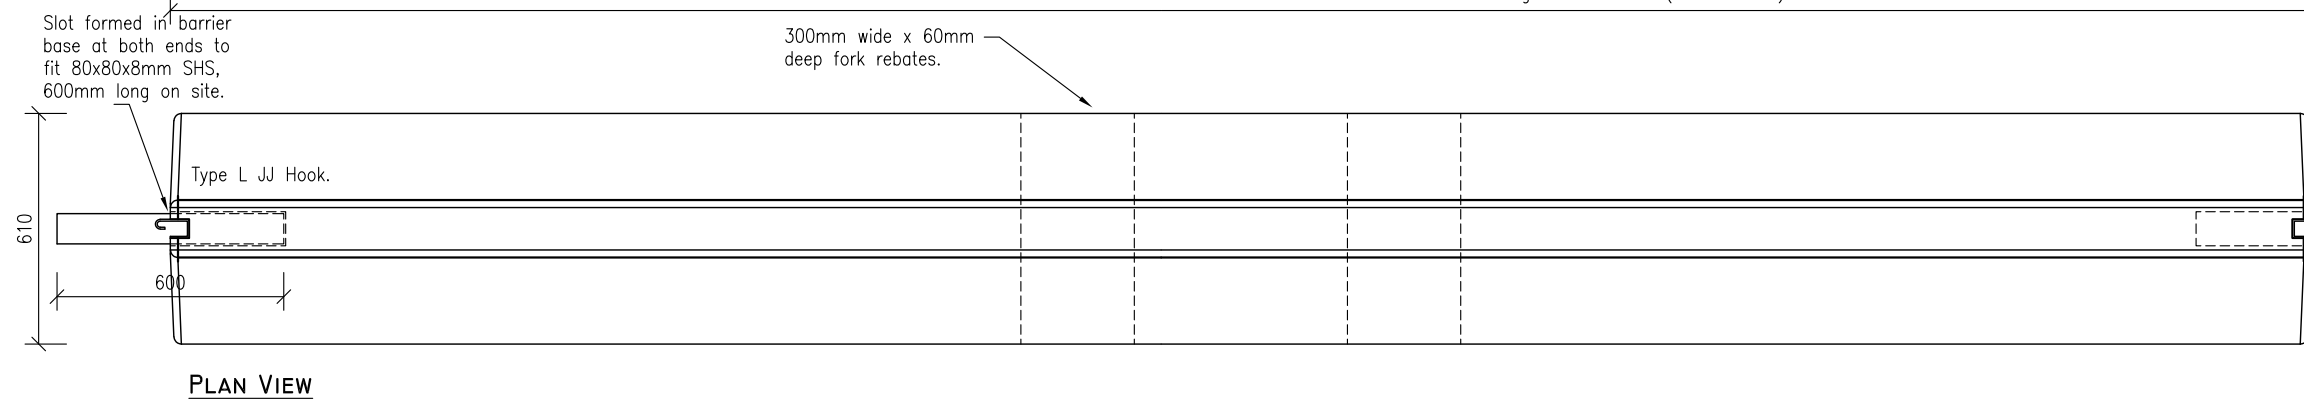 Slot formed in barrier
base at both ends to
fit 80x80x8mm SHS,
600mm long on site.
300mm wide x 60mm
deep fork rebates.
Type L JJ Hook.
610
600
PLAN VIEW